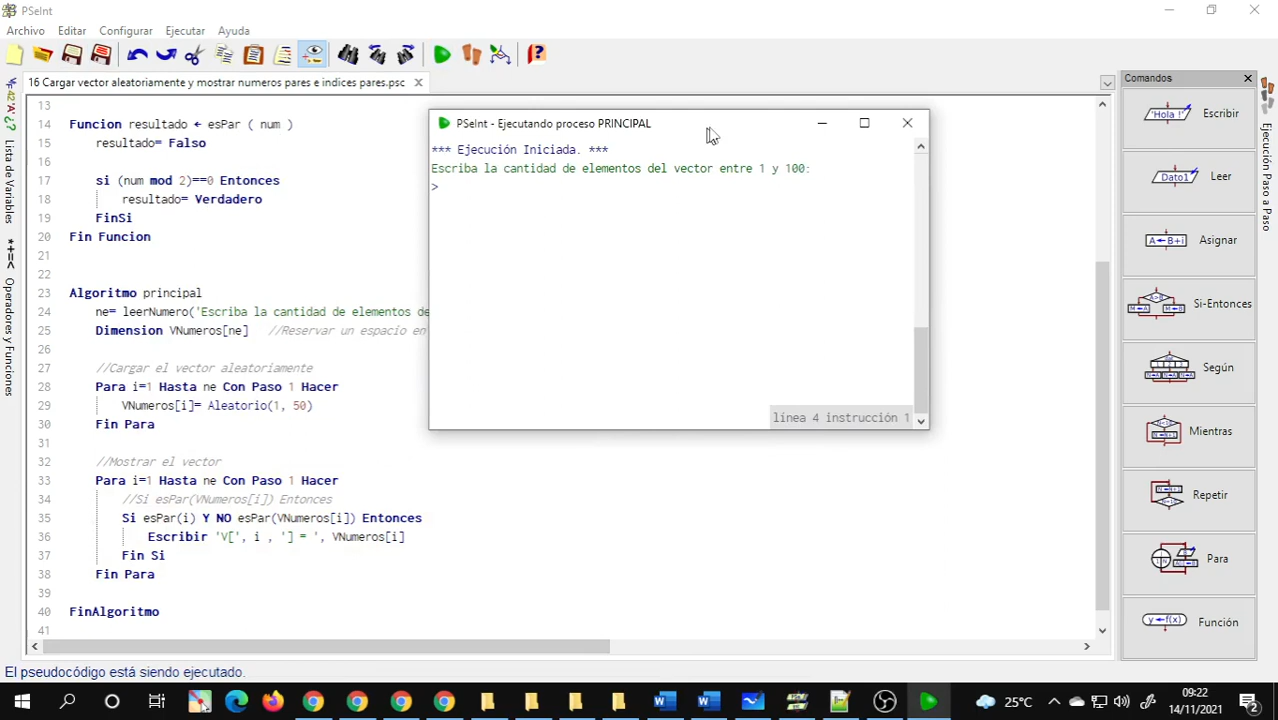 PSeInt
Archivo Editar Configurar Ejecutar Ayuda
16 Cargar vector aleatoriamente y mostrar numeros pares e indices pares.psc
13
14 Funcion resultado ← esPar ( num )
15 resultado= Falso
17 si (num mod 2)==0 Entonces
18 resultado= Verdadero
19 FinSi
20 Fin Funcion
21
22
23 Algoritmo principal
24 ne= leerNumero('Escriba la cantidad de elementos de
25 Dimension VNumeros[ne] //Reservar un espacio en
26
27 //Cargar el vector aleatoriamente
28 Para i=1 Hasta ne Con Paso 1 Hacer
29 VNumeros[i]= Aleatorio(1, 50)
30 Fin Para
31
32 //Mostrar el vector
33 Para i=1 Hasta ne Con Paso 1 Hacer
34 //Si esPar(VNumeros[i]) Entonces
35 Si esPar(i) Y NO esPar(VNumeros[i]) Entonces
36 Escribir 'V[', i , '] = ', VNumeros[i]
37 Fin Si
38 Fin Para
39
40 FinAlgoritmo
41
PSeInt - Ejecutando proceso PRINCIPAL
*** Ejecución Iniciada. ***
Escriba la cantidad de elementos del vector entre 1 y 100:
>
línea 4 instrucción 1
Lista de Variables
*+=< Operadores y Funciones
Comandos
'Hola !' Escribir
Dato1 Leer
A←B+i Asignar
Si-Entonces
Según
Mientras
Repetir
Para
y←f(x) Función
Ejecución Paso a Paso
El pseudocódigo está siendo ejecutado.
25°C
09:22
14/11/2021
2